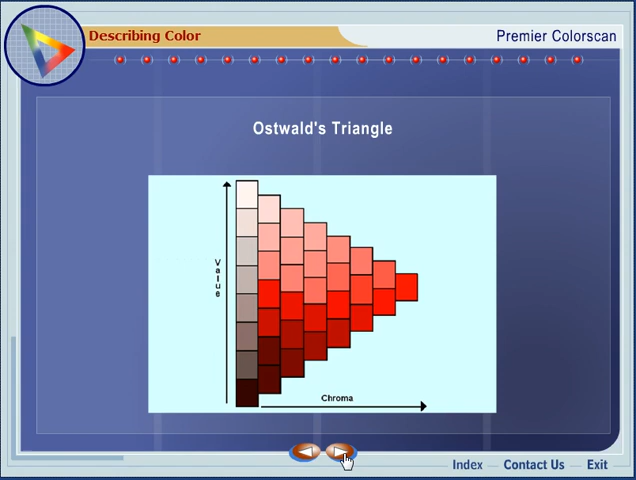 Describing Color
Premier Colorscan
Ostwald's Triangle
Value
Chroma
Index
Contact Us
Exit